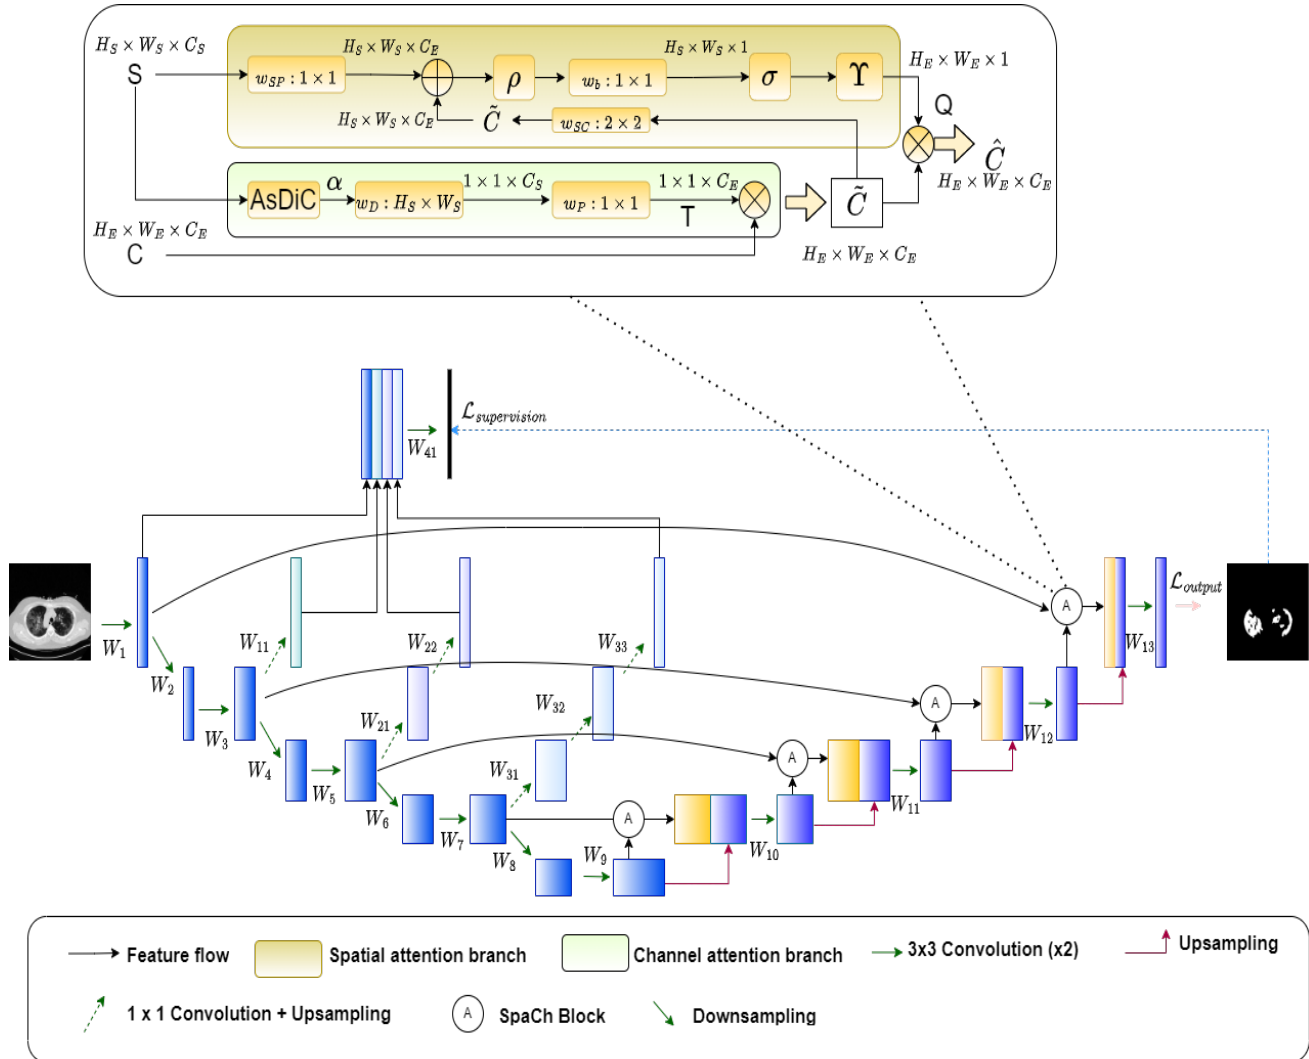 H_S × W_S × C_S
S
w_SP : 1 × 1
H_S × W_S × C_E
ρ
w_b : 1 × 1
H_S × W_S × 1
σ
Υ
H_E × W_E × 1
Q
Ĉ
H_E × W_E × C_E
H_S × W_S × C_E
C̃
w_SC : 2 × 2
AsDiC
α
w_D : H_S × W_S
1 × 1 × C_S
w_P : 1 × 1
1 × 1 × C_E
T
C̃
H_E × W_E × C_E
H_E × W_E × C_E
C
W_41
ℒ_supervision
W_1
W_2
W_3
W_4
W_5
W_6
W_7
W_8
W_9
W_10
W_11
W_12
W_13
W_11
W_21
W_22
W_31
W_32
W_33
A
A
A
A
ℒ_output
Feature flow
Spatial attention branch
Channel attention branch
3x3 Convolution (x2)
Upsampling
1 x 1 Convolution + Upsampling
A
SpaCh Block
Downsampling